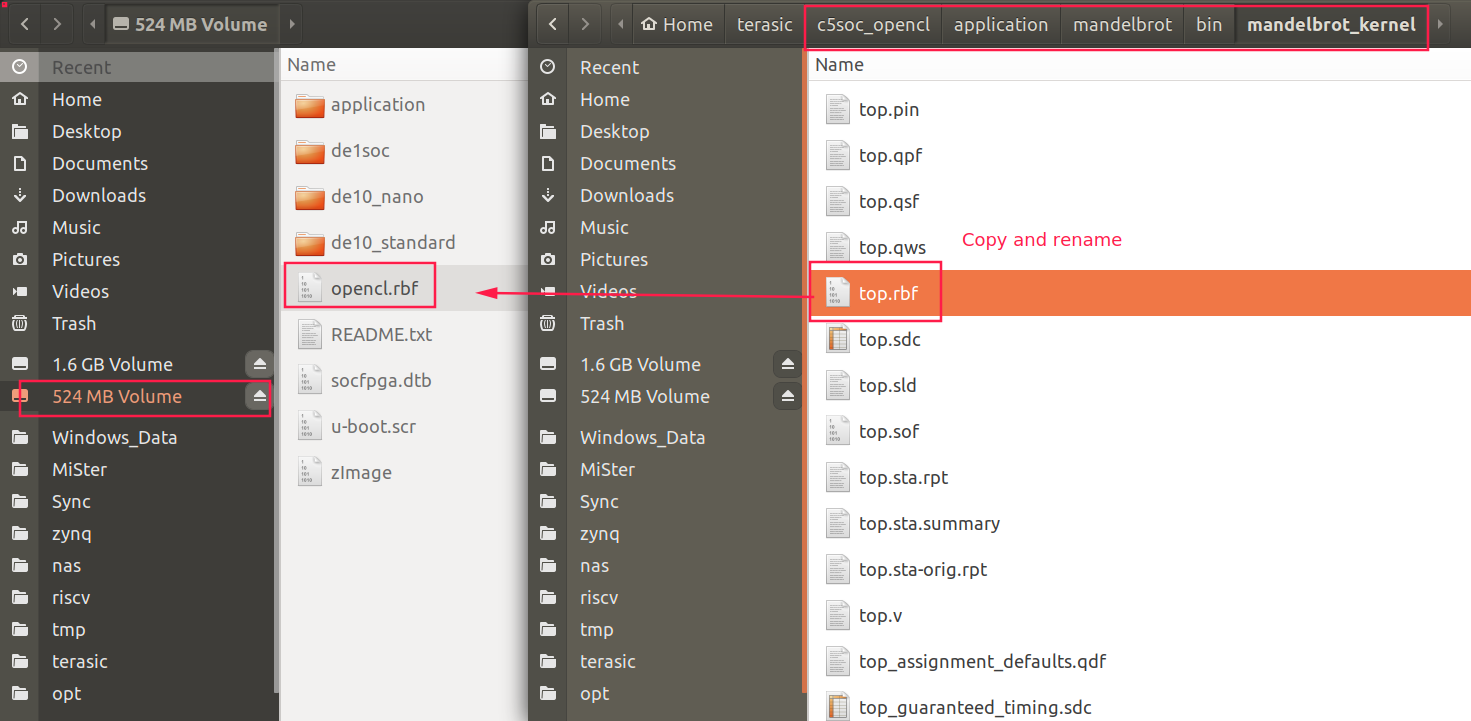 524 MB Volume
Recent
Home
Desktop
Documents
Downloads
Music
Pictures
Videos
Trash
1.6 GB Volume
524 MB Volume
Windows_Data
MiSter
Sync
zynq
nas
riscv
tmp
terasic
opt
Name
application
de1soc
de10_nano
de10_standard
opencl.rbf
README.txt
socfpga.dtb
u-boot.scr
zImage
Home terasic c5soc_opencl application mandelbrot bin mandelbrot_kernel
Recent
Home
Desktop
Documents
Downloads
Music
Pictures
Videos
Trash
1.6 GB Volume
524 MB Volume
Windows_Data
MiSter
Sync
zynq
nas
riscv
tmp
terasic
opt
Name
top.pin
top.qpf
top.qsf
top.qws
Copy and rename
top.rbf
top.sdc
top.sld
top.sof
top.sta.rpt
top.sta.summary
top.sta-orig.rpt
top.v
top_assignment_defaults.qdf
top_guaranteed_timing.sdc